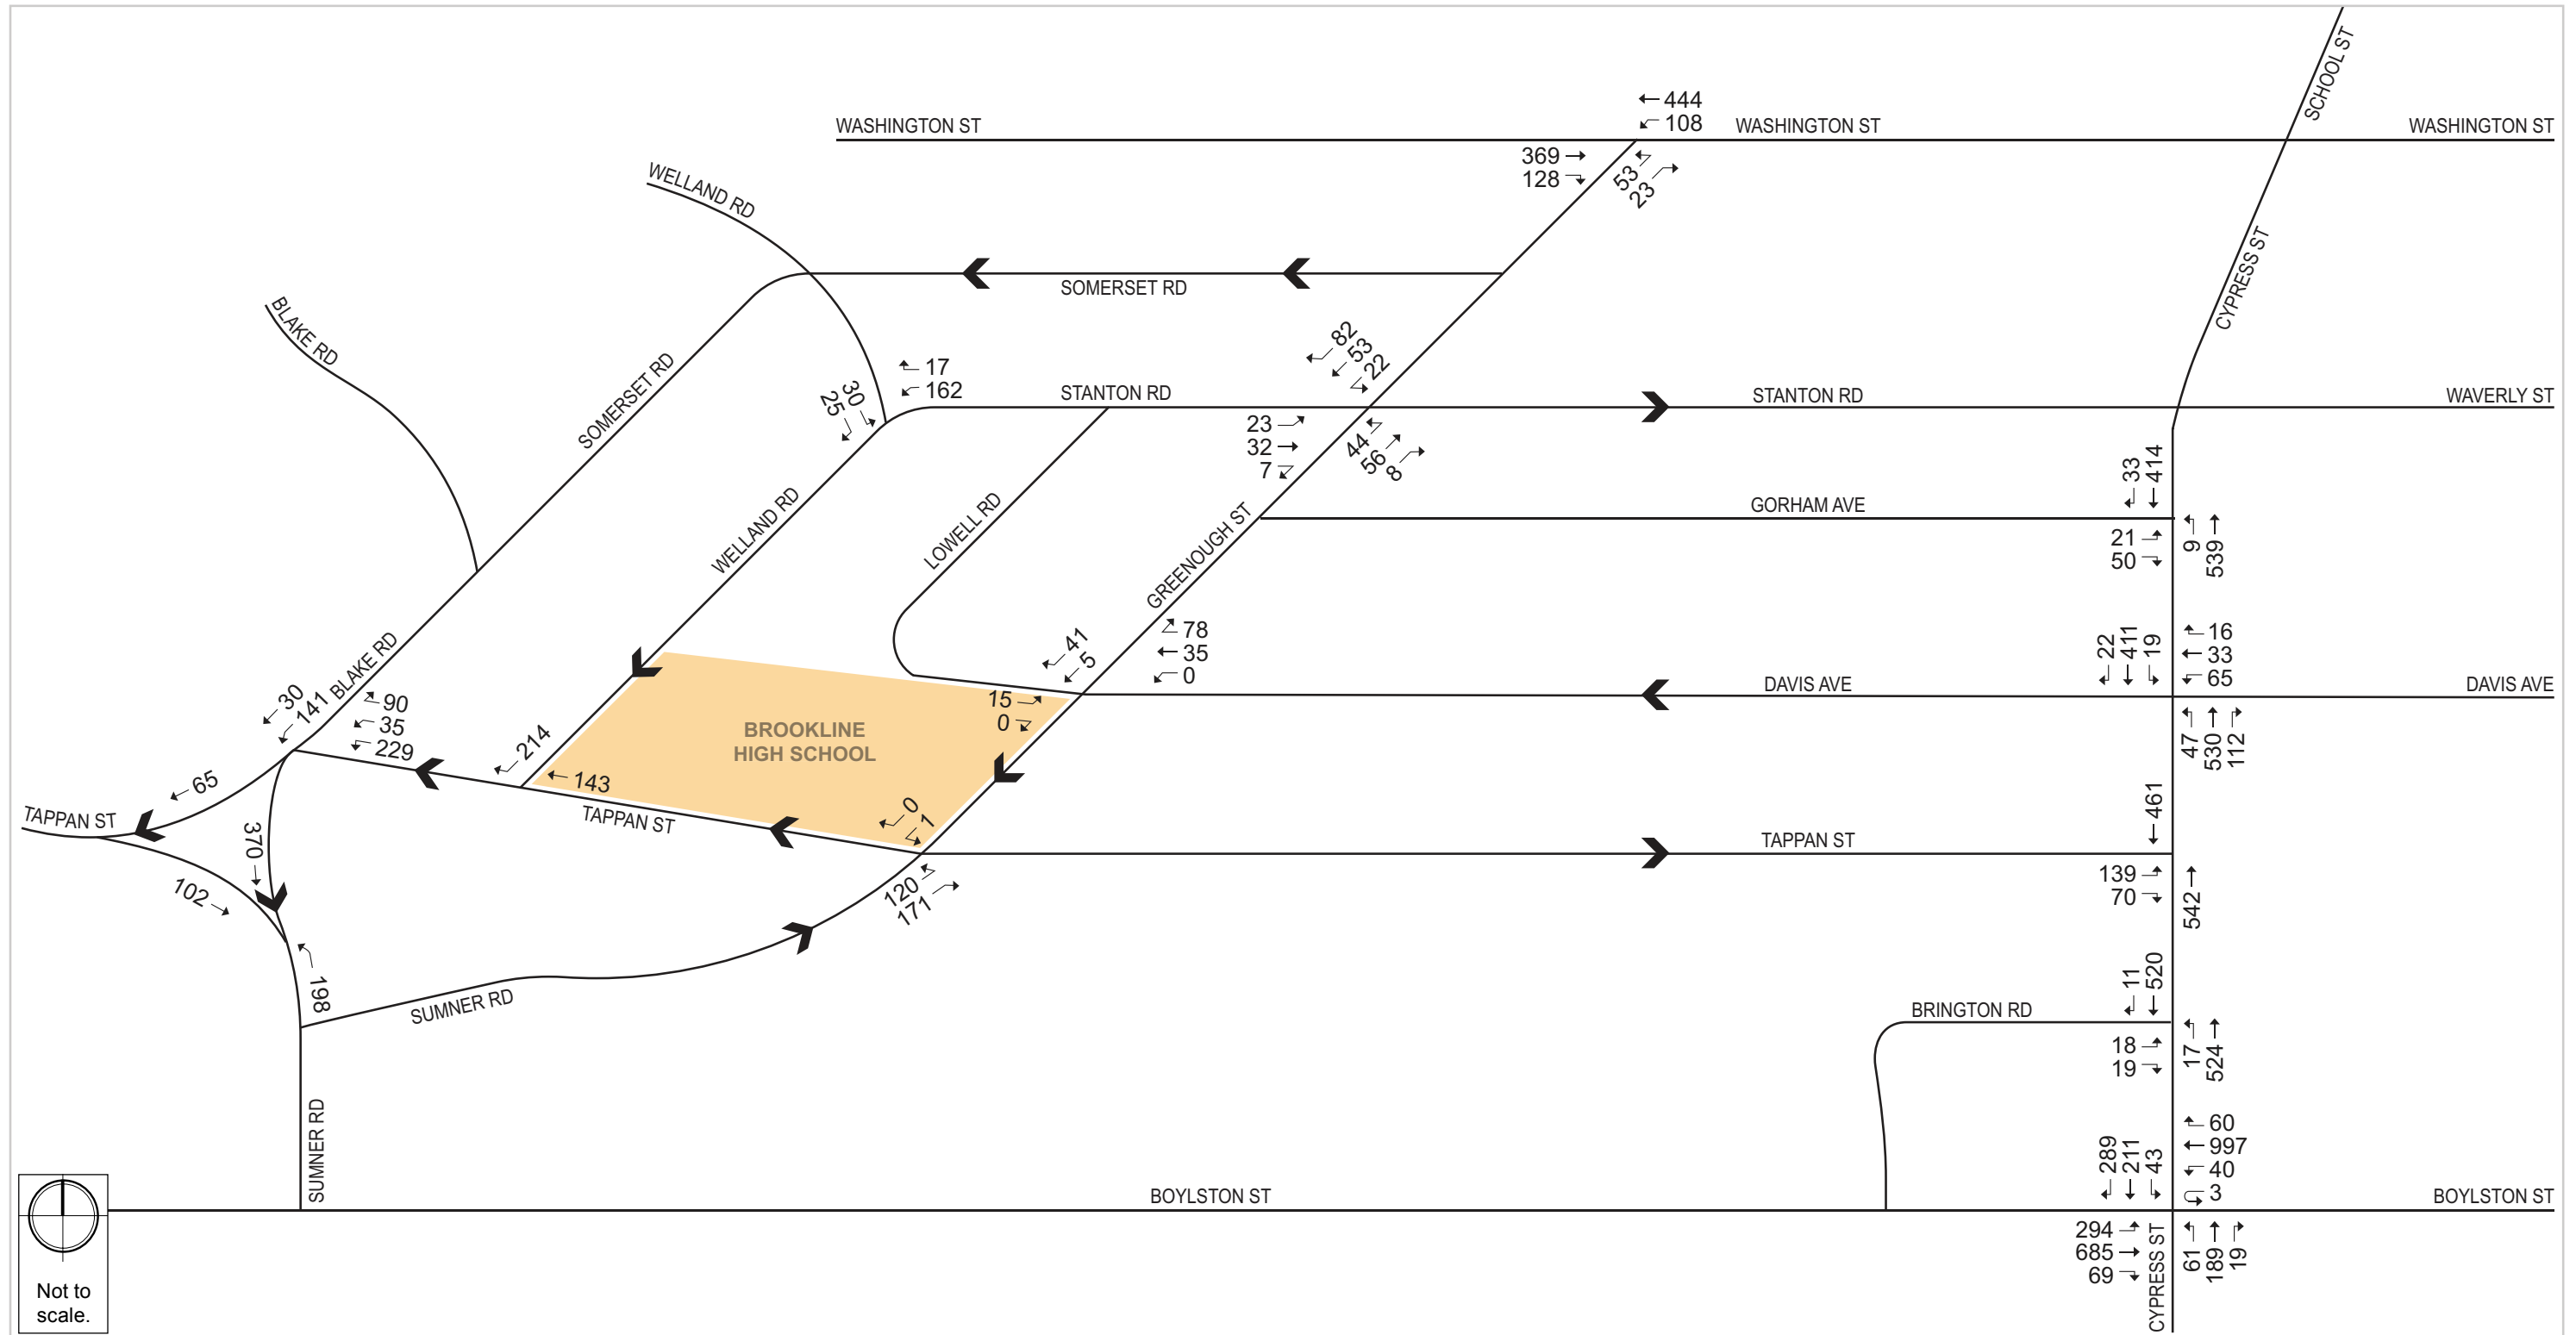 SCHOOL ST
444
108
WASHINGTON ST
WASHINGTON ST
WASHINGTON ST
369
128
53
23
WELLAND RD
CYPRESS ST
SOMERSET RD
BLAKE RD
82
53
22
17
162
30
25
SOMERSET RD
STANTON RD
STANTON RD
WAVERLY ST
23
32
7
44
56
8
33
414
GORHAM AVE
21
50
9
539
WELLAND RD
LOWELL RD
GREENOUGH ST
78
35
0
41
5
22
411
19
16
33
65
BLAKE RD
DAVIS AVE
DAVIS AVE
15
0
30
141
90
35
229
214
BROOKLINE
HIGH SCHOOL
47
530
112
65
143
0
1
461
TAPPAN ST
TAPPAN ST
TAPPAN ST
370
102
120
171
139
70
542
198
SUMNER RD
11
520
BRINGTON RD
18
19
17
524
SUMNER RD
289
211
43
60
997
40
3
BOYLSTON ST
BOYLSTON ST
294
685
69
CYPRESS ST
61
189
19
Not to
scale.